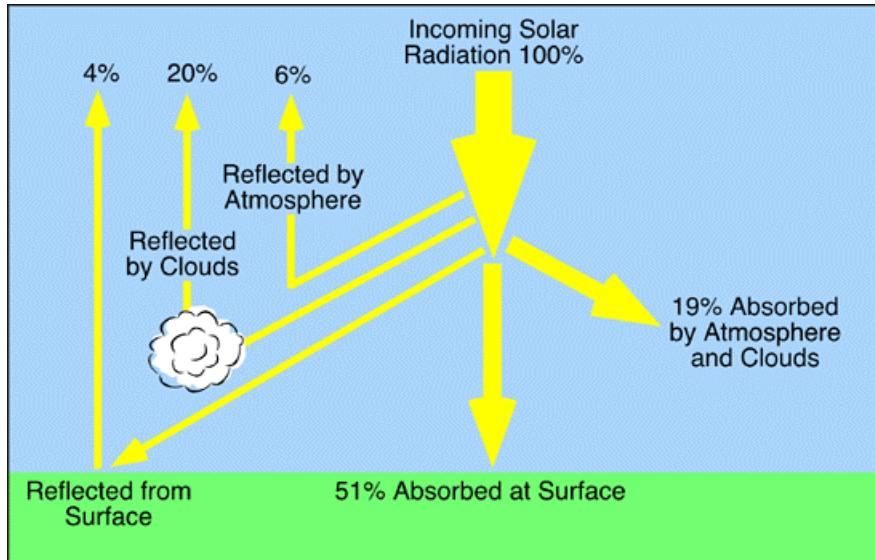 Incoming Solar
Radiation 100%
4%
20%
6%
Reflected by
Atmosphere
Reflected
by Clouds
19% Absorbed
by Atmosphere
and Clouds
Reflected from
Surface
51% Absorbed at Surface